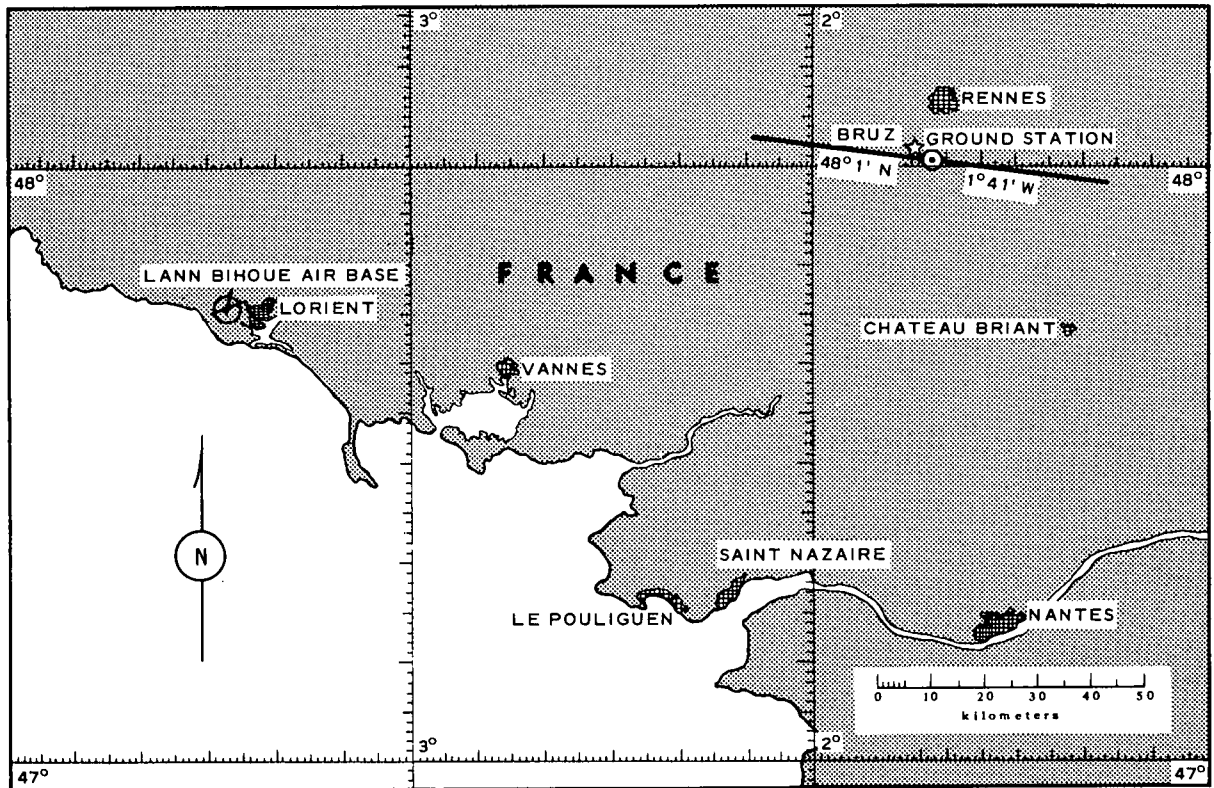 3°
2°
RENNES
BRUZ
GROUND STATION
48°
48° 1' N
1° 41' W
48°
LANN BIHOUE AIR BASE
FRANCE
LORIENT
CHATEAU BRIANT
VANNES
N
SAINT NAZAIRE
LE POULIGUEN
NANTES
0 10 20 30 40 50
kilometers
3°
2°
47°
47°